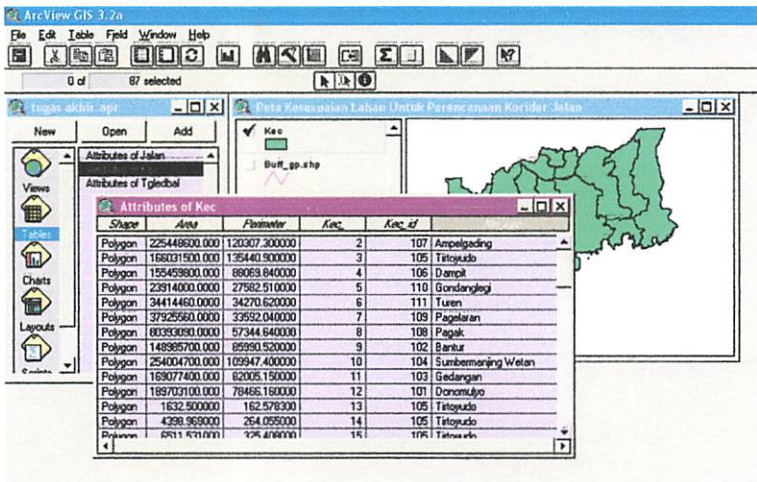 ArcView GIS 3.2a
File Edit Table Field Window Help
0 of 87 selected
tugas akhir.apr
New Open Add
Views
Tables
Charts
Layouts
Attributes of Jalan
Attributes of Tgledbal
Peta Kesesuaian Lahan Untuk Perencanaan Koridor Jalan
Kec
Buff_gp.shp
Attributes of Kec
Shape Area Perimeter Kec_ Kec_id
Polygon 225448600.000 120307.300000 2 107 Ampelgading
Polygon 166031500.000 135440.900000 3 105 Tirtoyudo
Polygon 155459800.000 88069.840000 4 106 Dampit
Polygon 23914000.0000 27582.510000 5 110 Gondanglegi
Polygon 34414460.0000 34270.620000 6 111 Turen
Polygon 37925560.0000 33592.040000 7 109 Pagelaran
Polygon 80393090.0000 57344.640000 8 108 Pagak
Polygon 148985700.000 85990.520000 9 102 Bantur
Polygon 254004700.000 109947.400000 10 104 Sumbermanjing Wetan
Polygon 169077400.000 82005.150000 11 103 Gedangan
Polygon 189703100.000 78466.160000 12 101 Donomulyo
Polygon 1632.500000 162.578300 13 105 Tirtoyudo
Polygon 4398.969000 264.055000 14 105 Tirtoyudo
Polygon 6511.531000 325.408000 15 105 Tirtoyudo